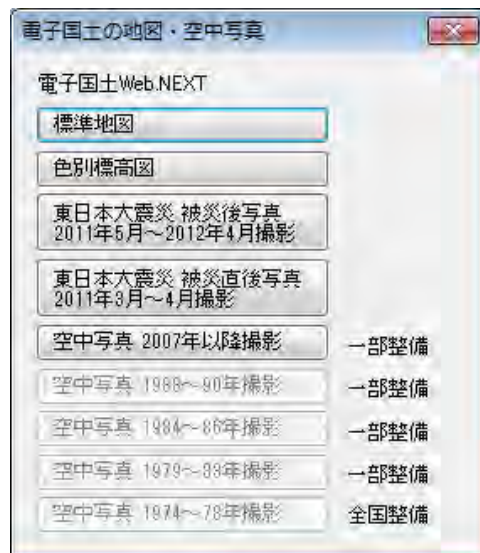 電子国土の地図・空中写真
電子国土Web.NEXT
標準地図
色別標高図
東日本大震災 被災後写真
2011年5月~2012年4月撮影
東日本大震災 被災直後写真
2011年3月~4月撮影
空中写真 2007年以降撮影 一部整備
空中写真 1988~90年撮影 一部整備
空中写真 1984~86年撮影 一部整備
空中写真 1979~83年撮影 一部整備
空中写真 1974~78年撮影 全国整備